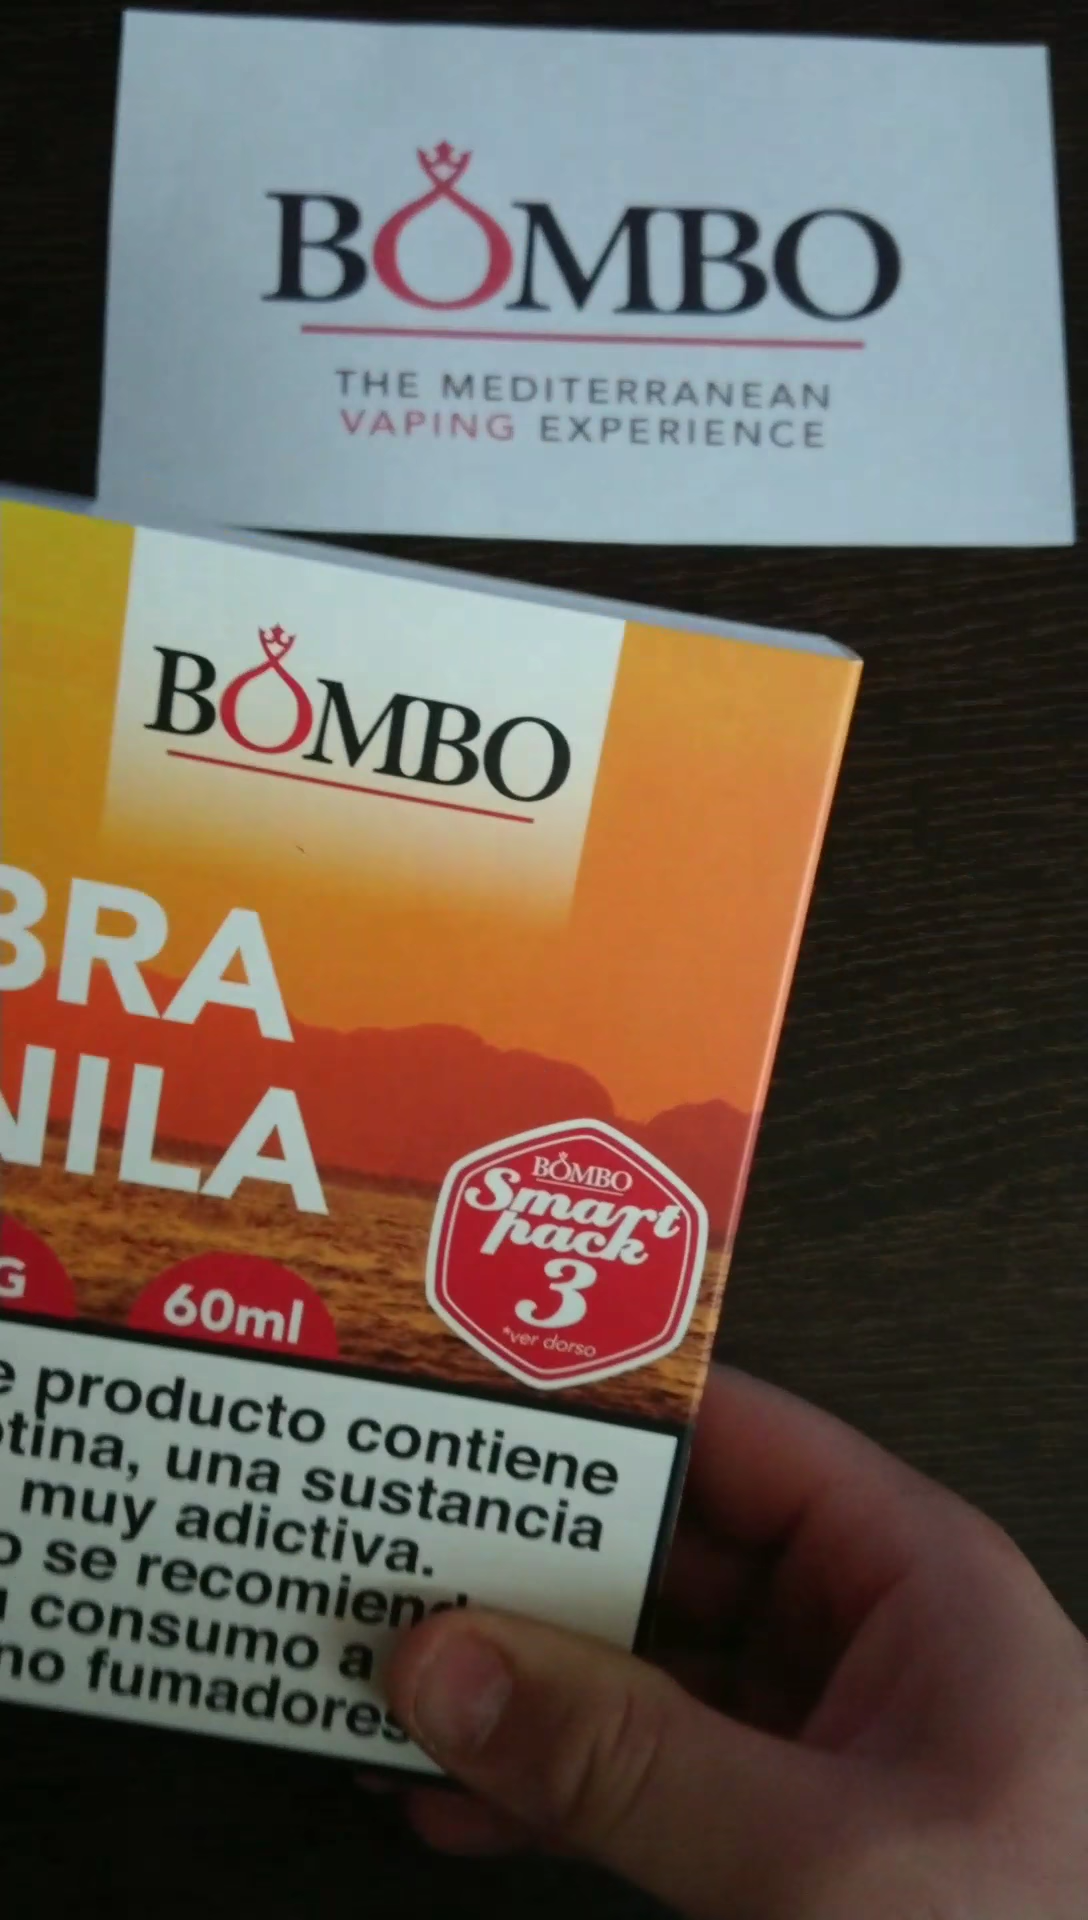 BOMBO
THE MEDITERRANEAN
VAPING EXPERIENCE
BOMBO
BRA
NILA
BOMBO
Smart
pack
3
*ver dorso
G
60ml
e producto contiene
otina, una sustancia
muy adictiva.
o se recomiend
u consumo a
no fumadores